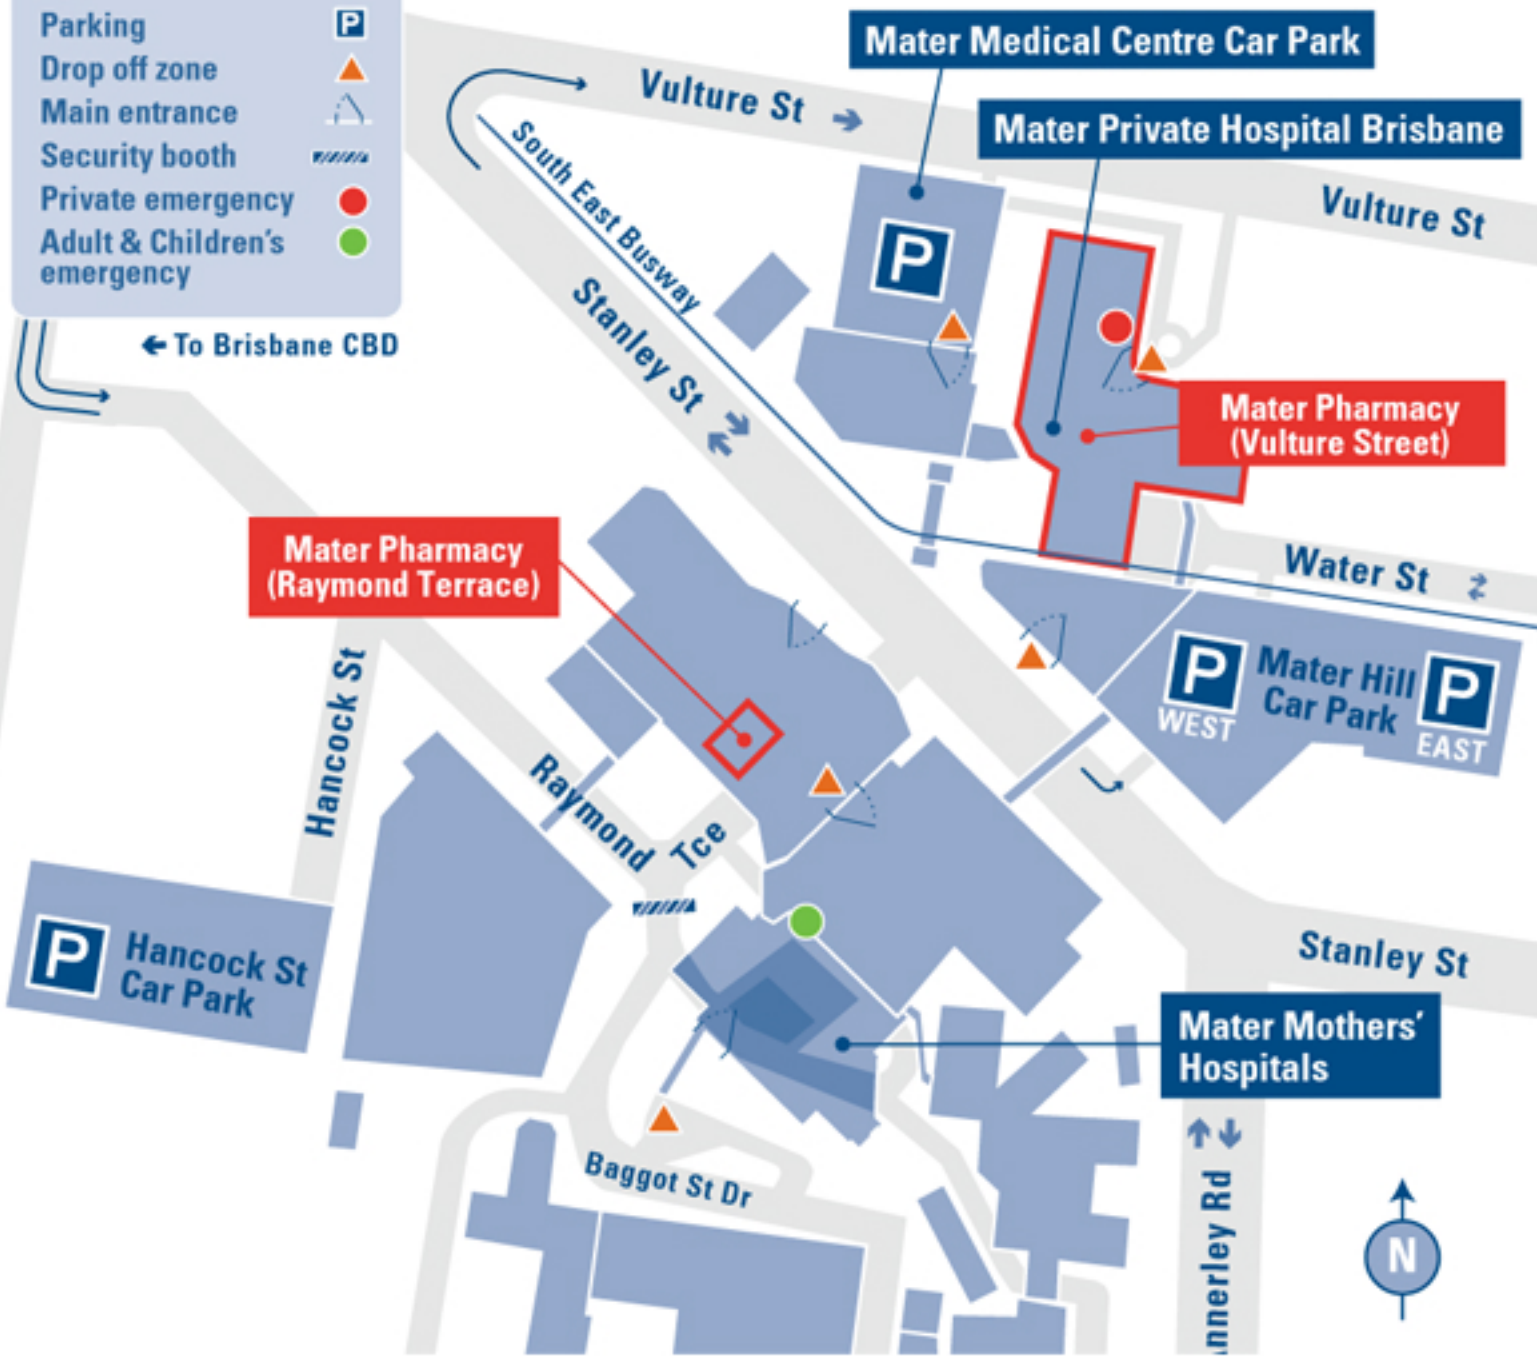 Parking
P
Drop off zone
Main entrance
Security booth
Private emergency
Adult & Children's
emergency
← To Brisbane CBD
Mater Medical Centre Car Park
Mater Private Hospital Brisbane
Vulture St
Vulture St
South East Busway
Stanley St
P
Mater Pharmacy
(Vulture Street)
Mater Pharmacy
(Raymond Terrace)
Water St
P
WEST
Mater Hill
Car Park
P
EAST
Hancock St
Raymond Tce
P
Hancock St
Car Park
Stanley St
Mater Mothers'
Hospitals
Baggot St Dr
nnerley Rd
N